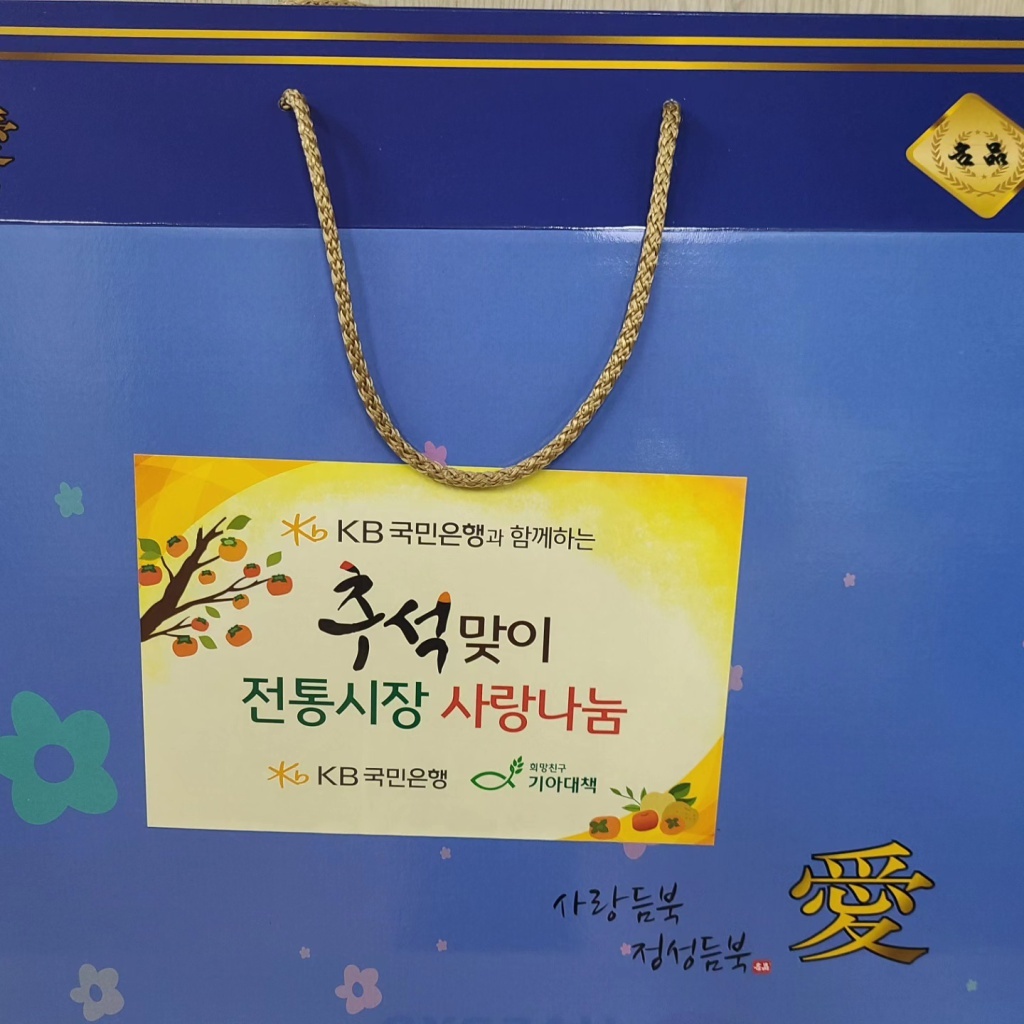 名品
KB 국민은행과 함께하는
추석맞이
전통시장 사랑나눔
KB 국민은행
희망친구
기아대책
사랑듬북
정성듬북
愛